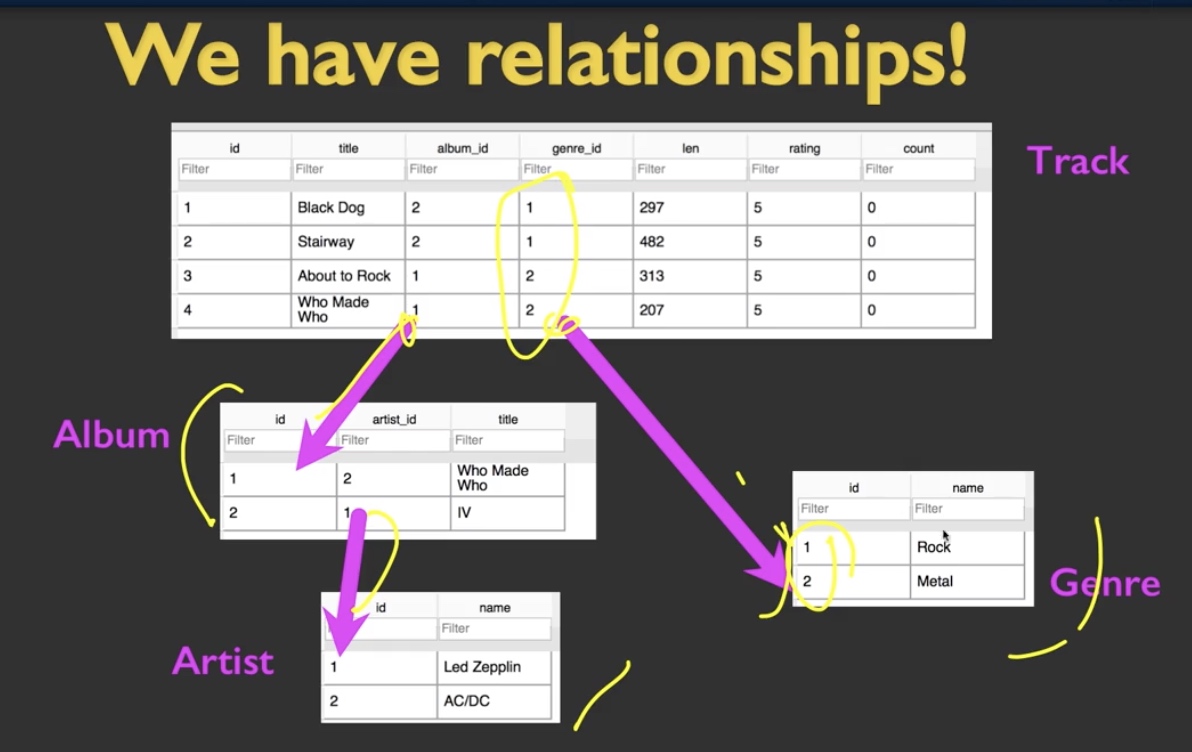 We have relationships!
id title album_id genre_id len rating count
Filter Filter Filter Filter Filter Filter Filter
Track
1 Black Dog 2 1 297 5 0
2 Stairway 2 1 482 5 0
3 About to Rock 1 2 313 5 0
4 Who Made Who 1 2 207 5 0
Album
id artist_id title
Filter Filter Filter
1 2 Who Made Who
2 1 IV
id name
Filter Filter
1 Rock
2 Metal
Genre
Artist
id name
Filter
1 Led Zepplin
2 AC/DC